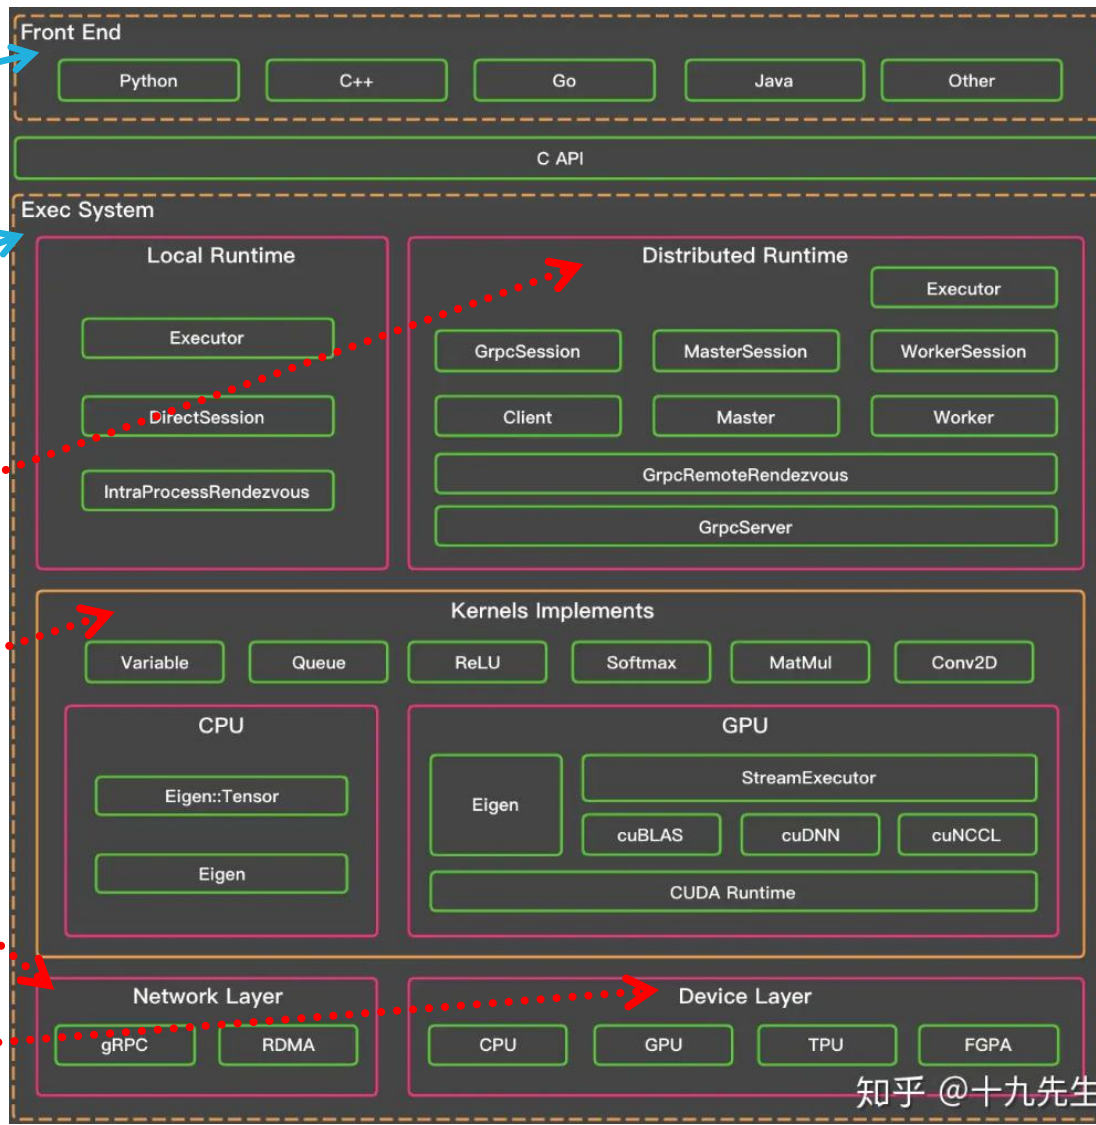 Front End
Python
C++
Go
Java
Other
C API
Exec System
Local Runtime
Executor
DirectSession
IntraProcessRendezvous
Distributed Runtime
Executor
GrpcSession
MasterSession
WorkerSession
Client
Master
Worker
GrpcRemoteRendezvous
GrpcServer
Kernels Implements
Variable
Queue
ReLU
Softmax
MatMul
Conv2D
CPU
Eigen::Tensor
Eigen
GPU
Eigen
StreamExecutor
cuBLAS
cuDNN
cuNCCL
CUDA Runtime
Network Layer
gRPC
RDMA
Device Layer
CPU
GPU
TPU
FGPA
知乎 @十九先生